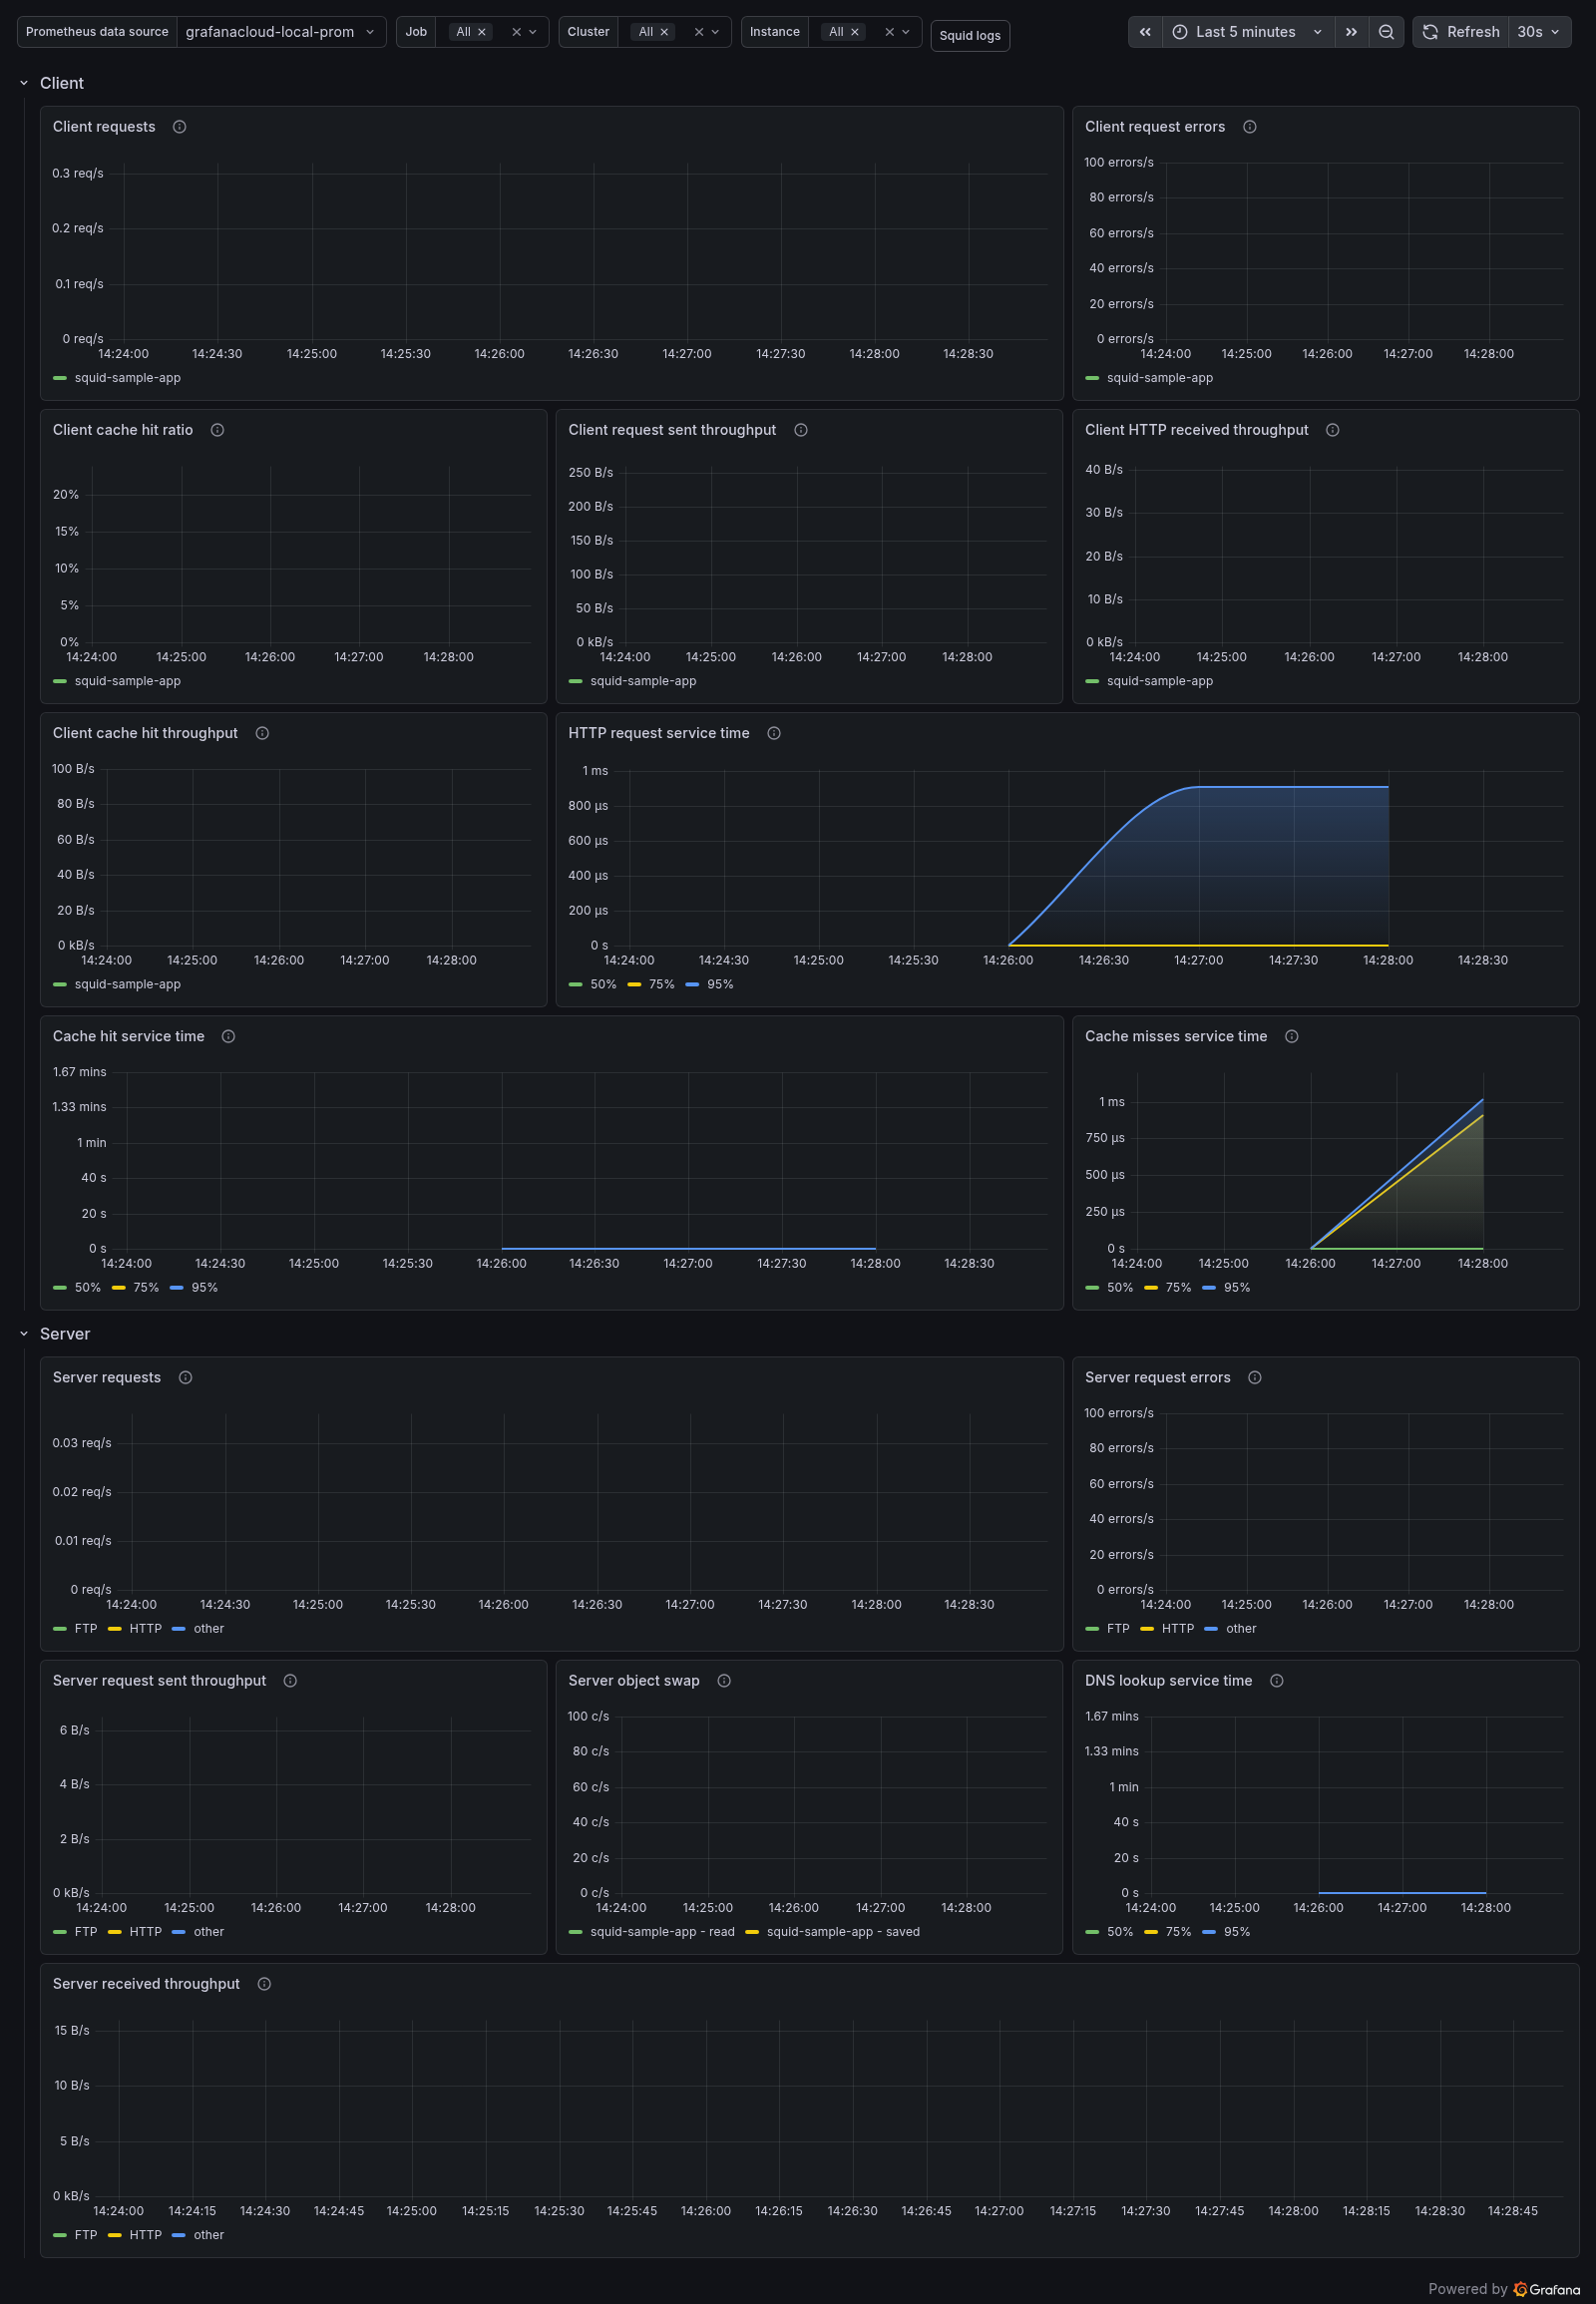 Prometheus data source grafanacloud-local-prom Job All Cluster All Instance All Squid logs Last 5 minutes Refresh 30s
Client
Client requests
0.3 req/s
0.2 req/s
0.1 req/s
0 req/s
14:24:00 14:24:30 14:25:00 14:25:30 14:26:00 14:26:30 14:27:00 14:27:30 14:28:00 14:28:30
squid-sample-app
Client request errors
100 errors/s
80 errors/s
60 errors/s
40 errors/s
20 errors/s
0 errors/s
14:24:00 14:25:00 14:26:00 14:27:00 14:28:00
squid-sample-app
Client cache hit ratio
20%
15%
10%
5%
0%
14:24:00 14:25:00 14:26:00 14:27:00 14:28:00
squid-sample-app
Client request sent throughput
250 B/s
200 B/s
150 B/s
100 B/s
50 B/s
0 kB/s
14:24:00 14:25:00 14:26:00 14:27:00 14:28:00
squid-sample-app
Client HTTP received throughput
40 B/s
30 B/s
20 B/s
10 B/s
0 kB/s
14:24:00 14:25:00 14:26:00 14:27:00 14:28:00
squid-sample-app
Client cache hit throughput
100 B/s
80 B/s
60 B/s
40 B/s
20 B/s
0 kB/s
14:24:00 14:25:00 14:26:00 14:27:00 14:28:00
squid-sample-app
HTTP request service time
1 ms
800 µs
600 µs
400 µs
200 µs
0 s
14:24:00 14:24:30 14:25:00 14:25:30 14:26:00 14:26:30 14:27:00 14:27:30 14:28:00 14:28:30
50% 75% 95%
Cache hit service time
1.67 mins
1.33 mins
1 min
40 s
20 s
0 s
14:24:00 14:24:30 14:25:00 14:25:30 14:26:00 14:26:30 14:27:00 14:27:30 14:28:00 14:28:30
50% 75% 95%
Cache misses service time
1 ms
750 µs
500 µs
250 µs
0 s
14:24:00 14:25:00 14:26:00 14:27:00 14:28:00
50% 75% 95%
Server
Server requests
0.03 req/s
0.02 req/s
0.01 req/s
0 req/s
14:24:00 14:24:30 14:25:00 14:25:30 14:26:00 14:26:30 14:27:00 14:27:30 14:28:00 14:28:30
FTP HTTP other
Server request errors
100 errors/s
80 errors/s
60 errors/s
40 errors/s
20 errors/s
0 errors/s
14:24:00 14:25:00 14:26:00 14:27:00 14:28:00
FTP HTTP other
Server request sent throughput
6 B/s
4 B/s
2 B/s
0 kB/s
14:24:00 14:25:00 14:26:00 14:27:00 14:28:00
FTP HTTP other
Server object swap
100 c/s
80 c/s
60 c/s
40 c/s
20 c/s
0 c/s
14:24:00 14:25:00 14:26:00 14:27:00 14:28:00
squid-sample-app - read squid-sample-app - saved
DNS lookup service time
1.67 mins
1.33 mins
1 min
40 s
20 s
0 s
14:24:00 14:25:00 14:26:00 14:27:00 14:28:00
50% 75% 95%
Server received throughput
15 B/s
10 B/s
5 B/s
0 kB/s
14:24:00 14:24:15 14:24:30 14:24:45 14:25:00 14:25:15 14:25:30 14:25:45 14:26:00 14:26:15 14:26:30 14:26:45 14:27:00 14:27:15 14:27:30 14:27:45 14:28:00 14:28:15 14:28:30 14:28:45
FTP HTTP other
Powered by Grafana